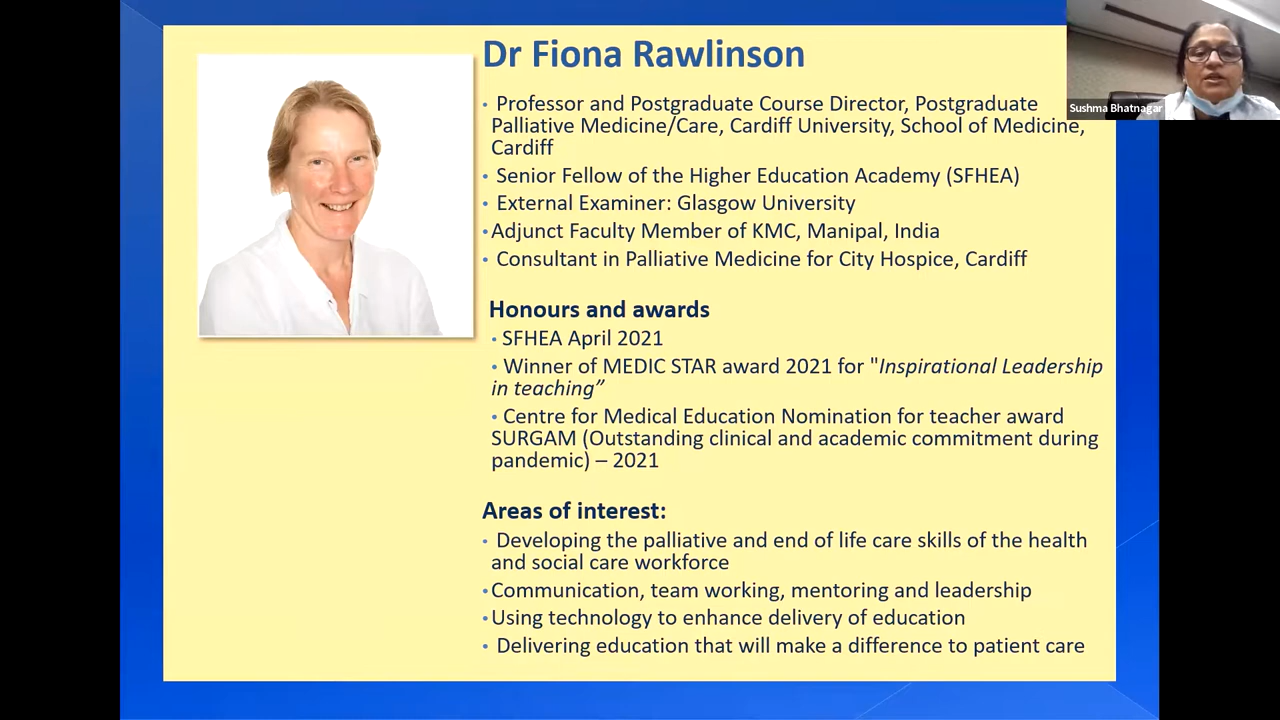 Dr Fiona Rawlinson
• Professor and Postgraduate Course Director, Postgraduate
Palliative Medicine/Care, Cardiff University, School of Medicine,
Cardiff
• Senior Fellow of the Higher Education Academy (SFHEA)
• External Examiner: Glasgow University
•Adjunct Faculty Member of KMC, Manipal, India
• Consultant in Palliative Medicine for City Hospice, Cardiff
Honours and awards
• SFHEA April 2021
• Winner of MEDIC STAR award 2021 for "Inspirational Leadership
in teaching”
• Centre for Medical Education Nomination for teacher award
SURGAM (Outstanding clinical and academic commitment during
pandemic) – 2021
Areas of interest:
• Developing the palliative and end of life care skills of the health
and social care workforce
•Communication, team working, mentoring and leadership
•Using technology to enhance delivery of education
• Delivering education that will make a difference to patient care
Sushma Bhatnagar